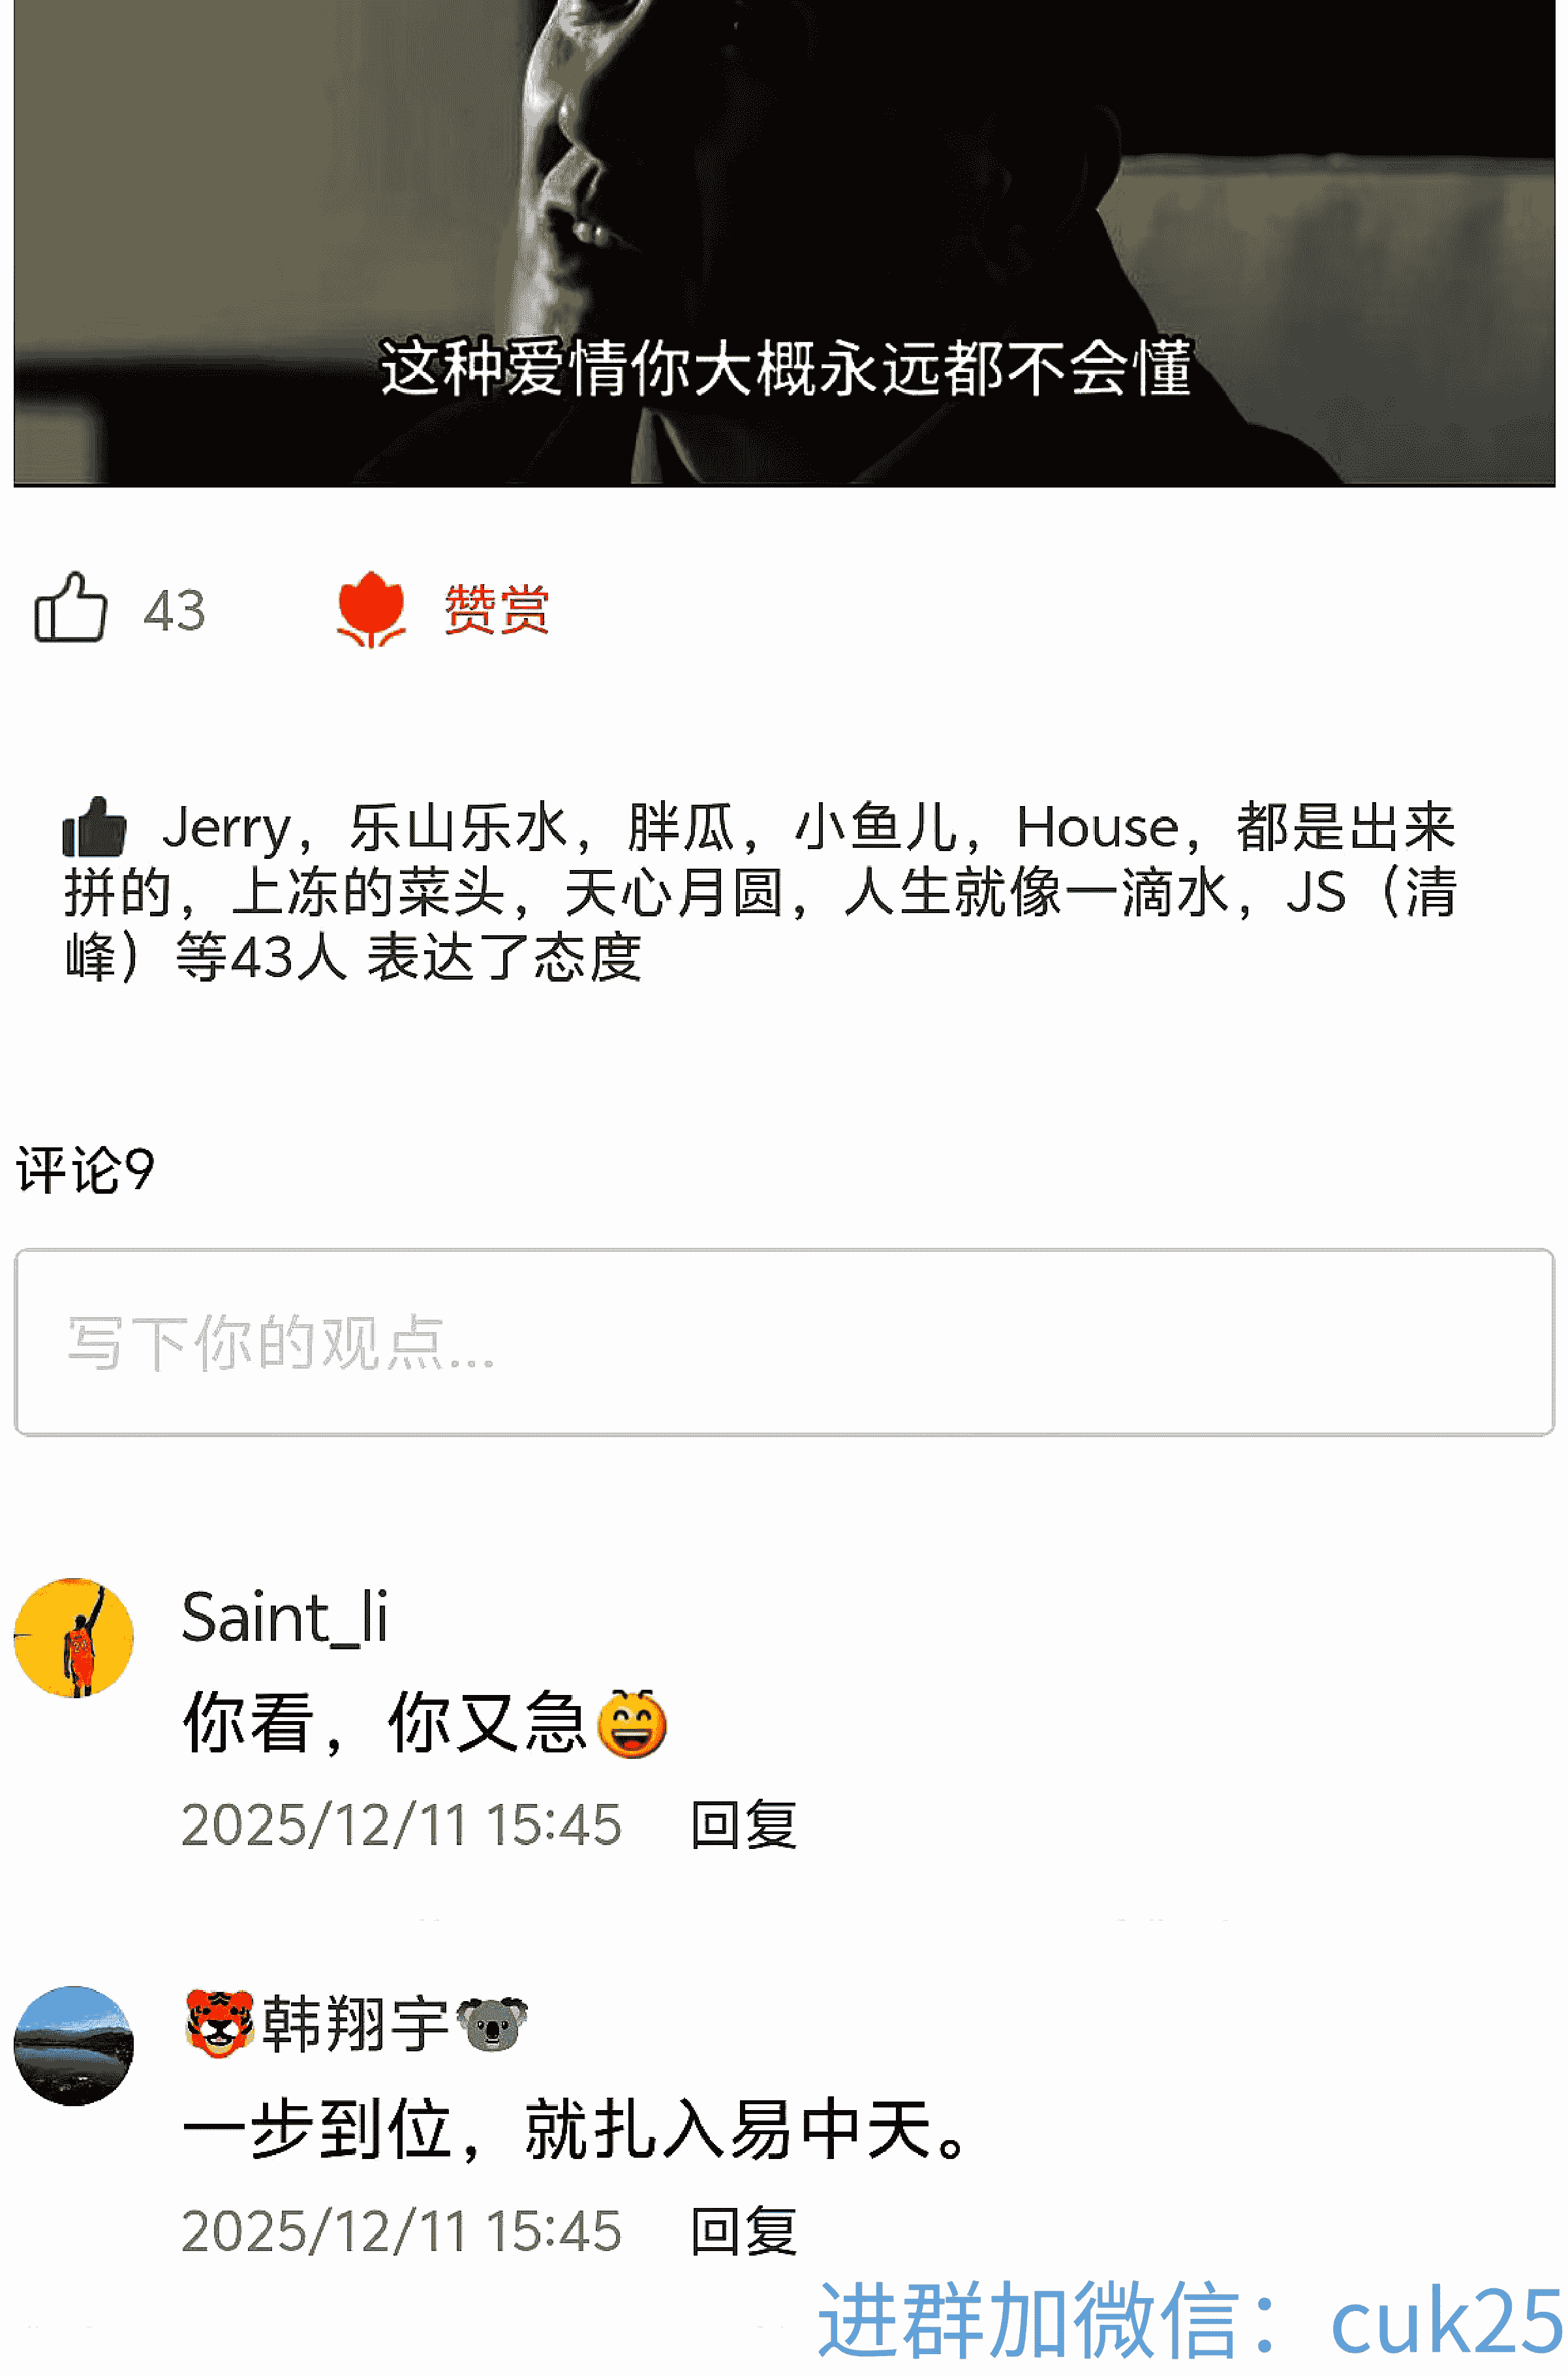 这种爱情你大概永远都不会懂
43 赞赏
Jerry，乐山乐水，胖瓜，小鱼儿，House，都是出来
拼的，上冻的菜头，天心月圆，人生就像一滴水，JS（清
峰）等43人 表达了态度
评论9
写下你的观点...
Saint_li
你看，你又急😄
2025/12/11 15:45 回复
🐯韩翔宇🐨
一步到位，就扎入易中天。
2025/12/11 15:45 回复
进群加微信：cuk25